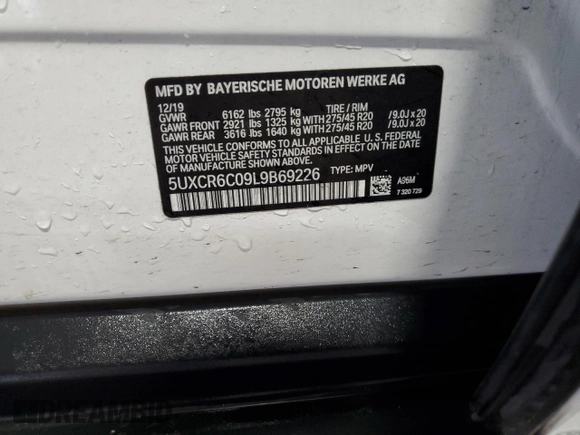 MFD BY BAYERISCHE MOTOREN WERKE AG
12/19
GVWR 6162 lbs 2795 kg TIRE / RIM
GAWR FRONT 2921 lbs 1325 kg WITH 275/45 R20 / 9.0J x 20
GAWR REAR 3616 lbs 1640 kg WITH 275/45 R20 / 9.0J x 20
THIS VEHICLE CONFORMS TO ALL APPLICABLE U.S. FEDERAL
MOTOR VEHICLE SAFETY STANDARDS IN EFFECT
ON THE DATE OF MANUFACTURE SHOWN ABOVE.
5UXCR6C09L9B69226 TYPE: MPV
A96M
7 320 729
DREAMBID